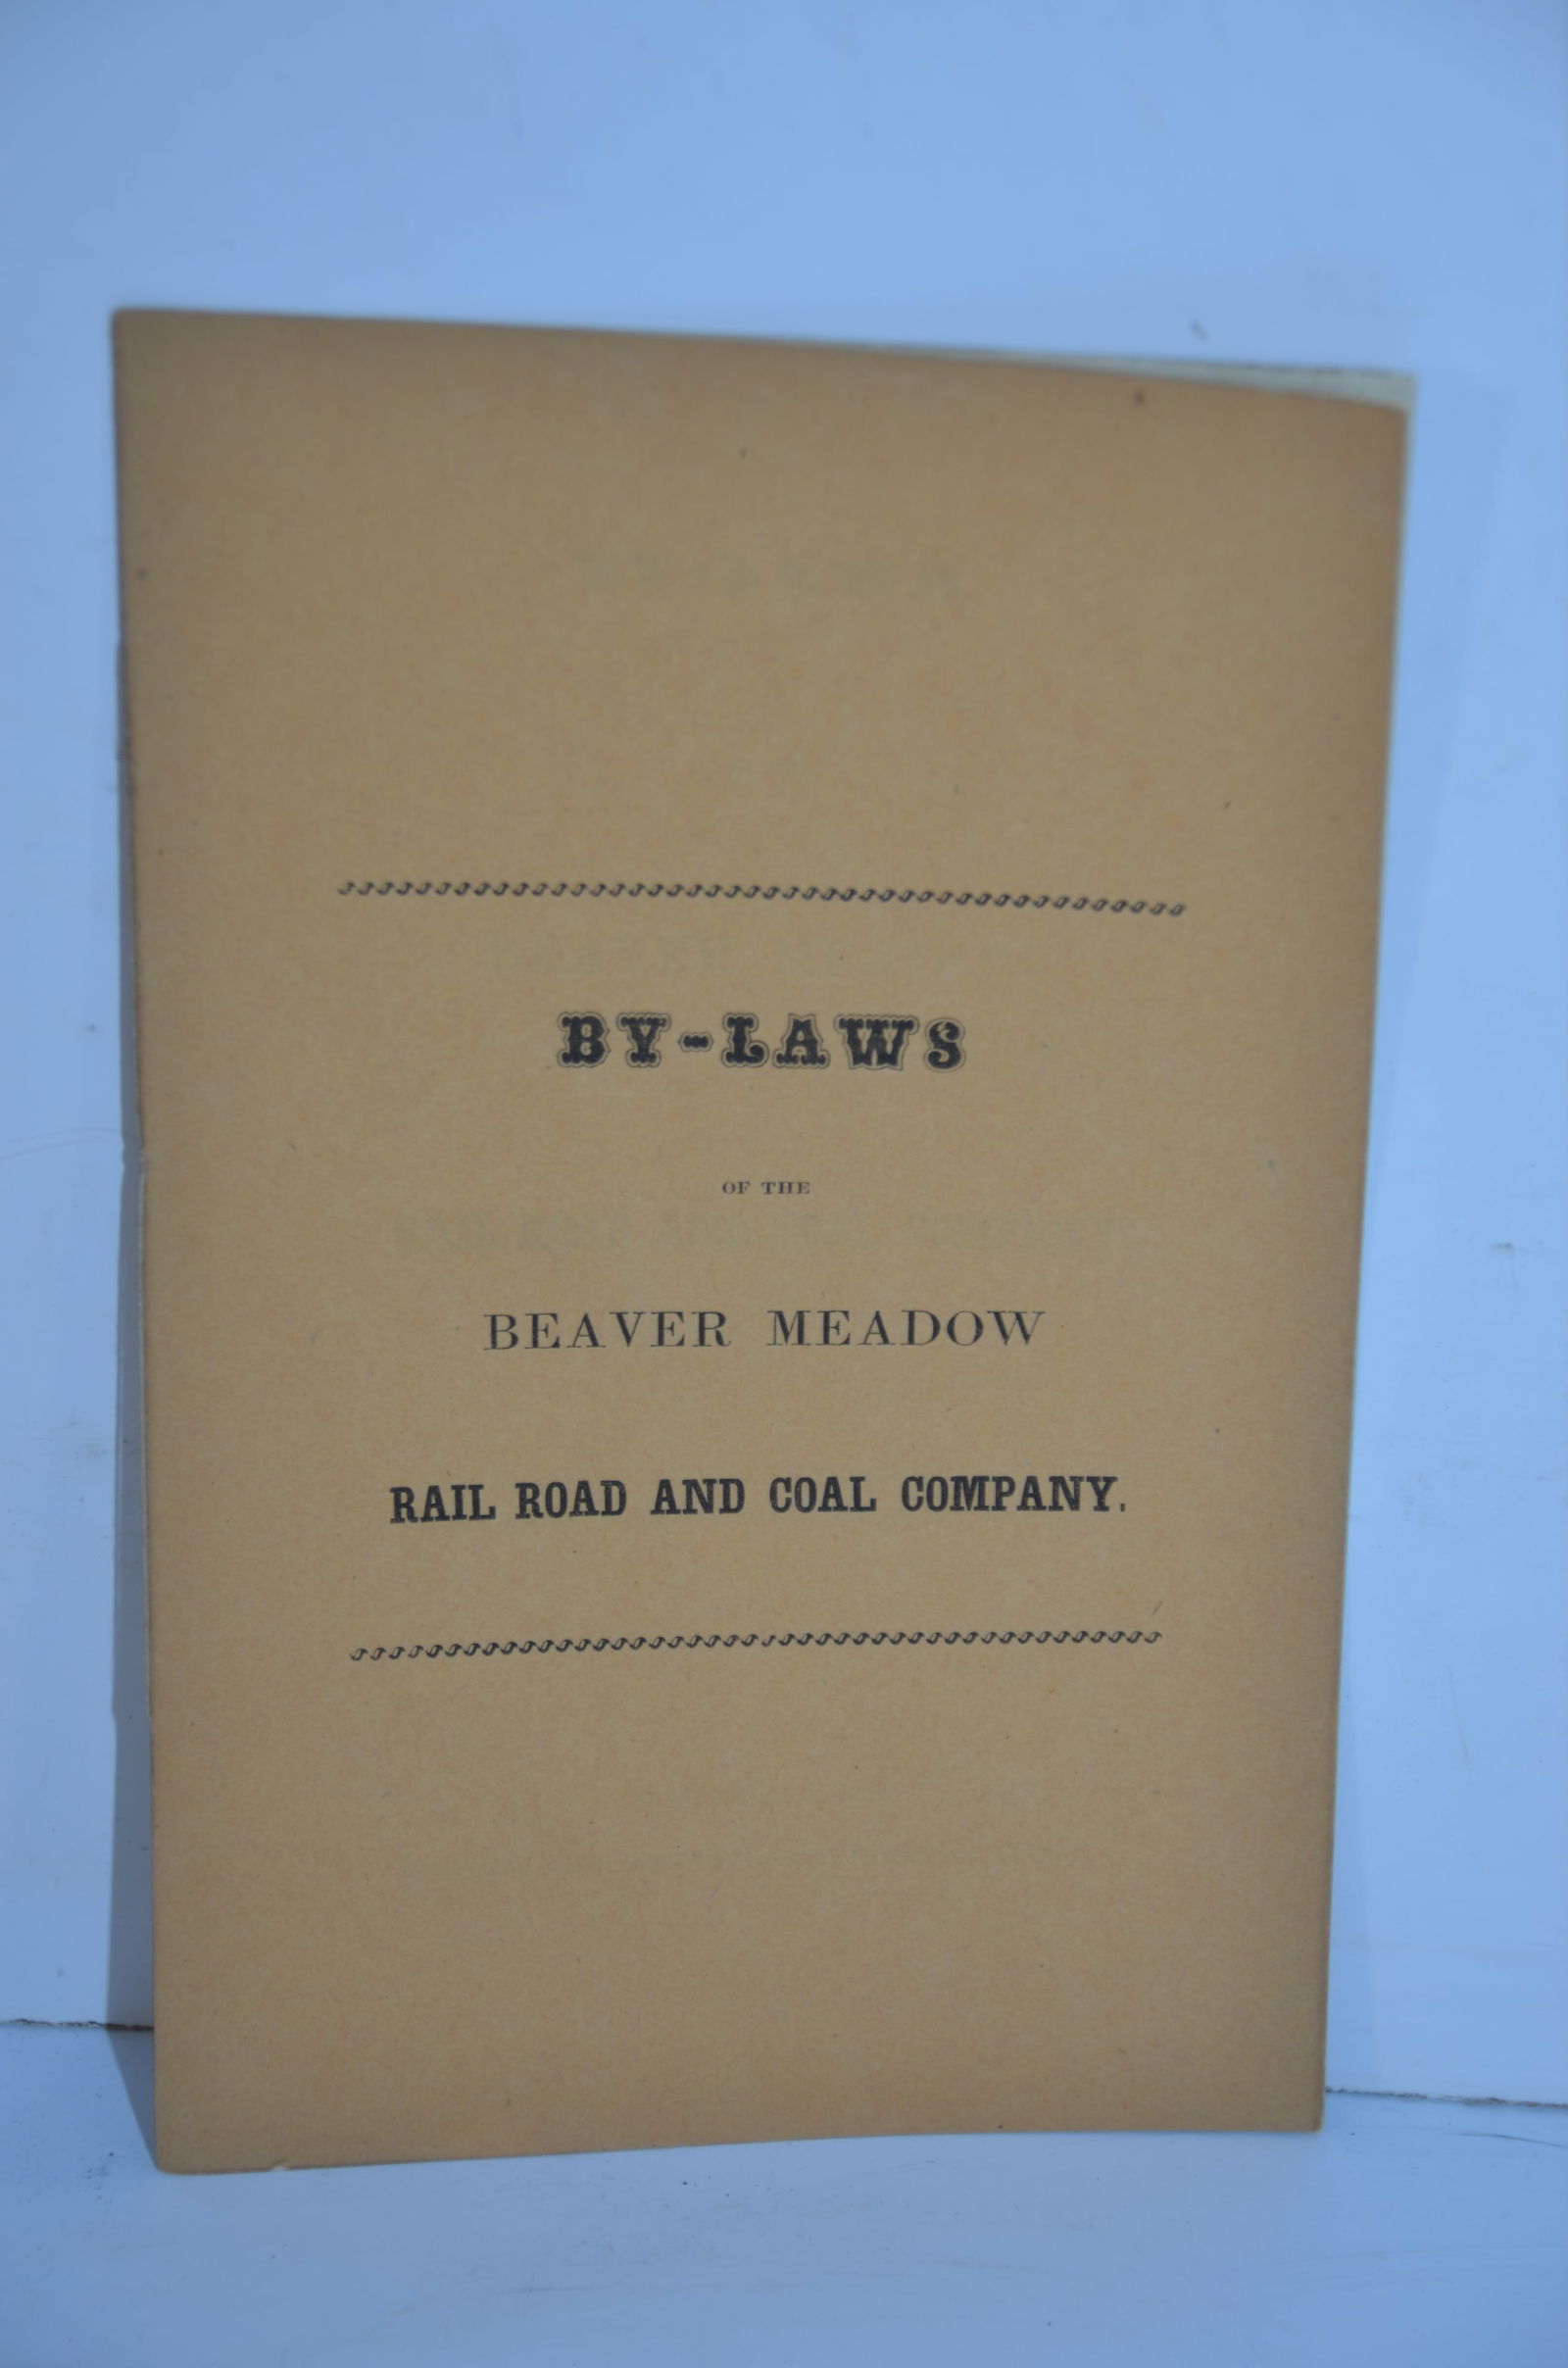 BY-LAWS
OF THE
BEAVER MEADOW
RAIL ROAD AND COAL COMPANY.